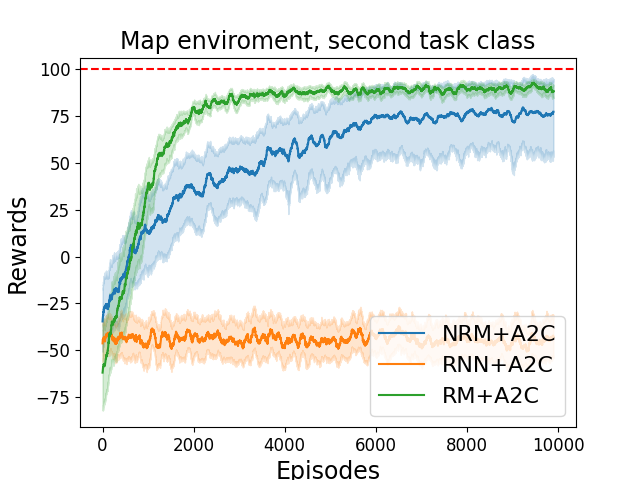 Map enviroment, second task class
Rewards
100
75
50
25
0
−25
−50
−75
0
2000
4000
6000
8000
10000
Episodes
NRM+A2C
RNN+A2C
RM+A2C